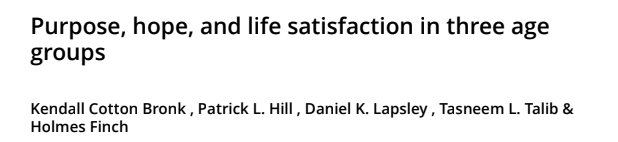 Purpose, hope, and life satisfaction in three age
groups
Kendall Cotton Bronk , Patrick L. Hill , Daniel K. Lapsley , Tasneem L. Talib &
Holmes Finch